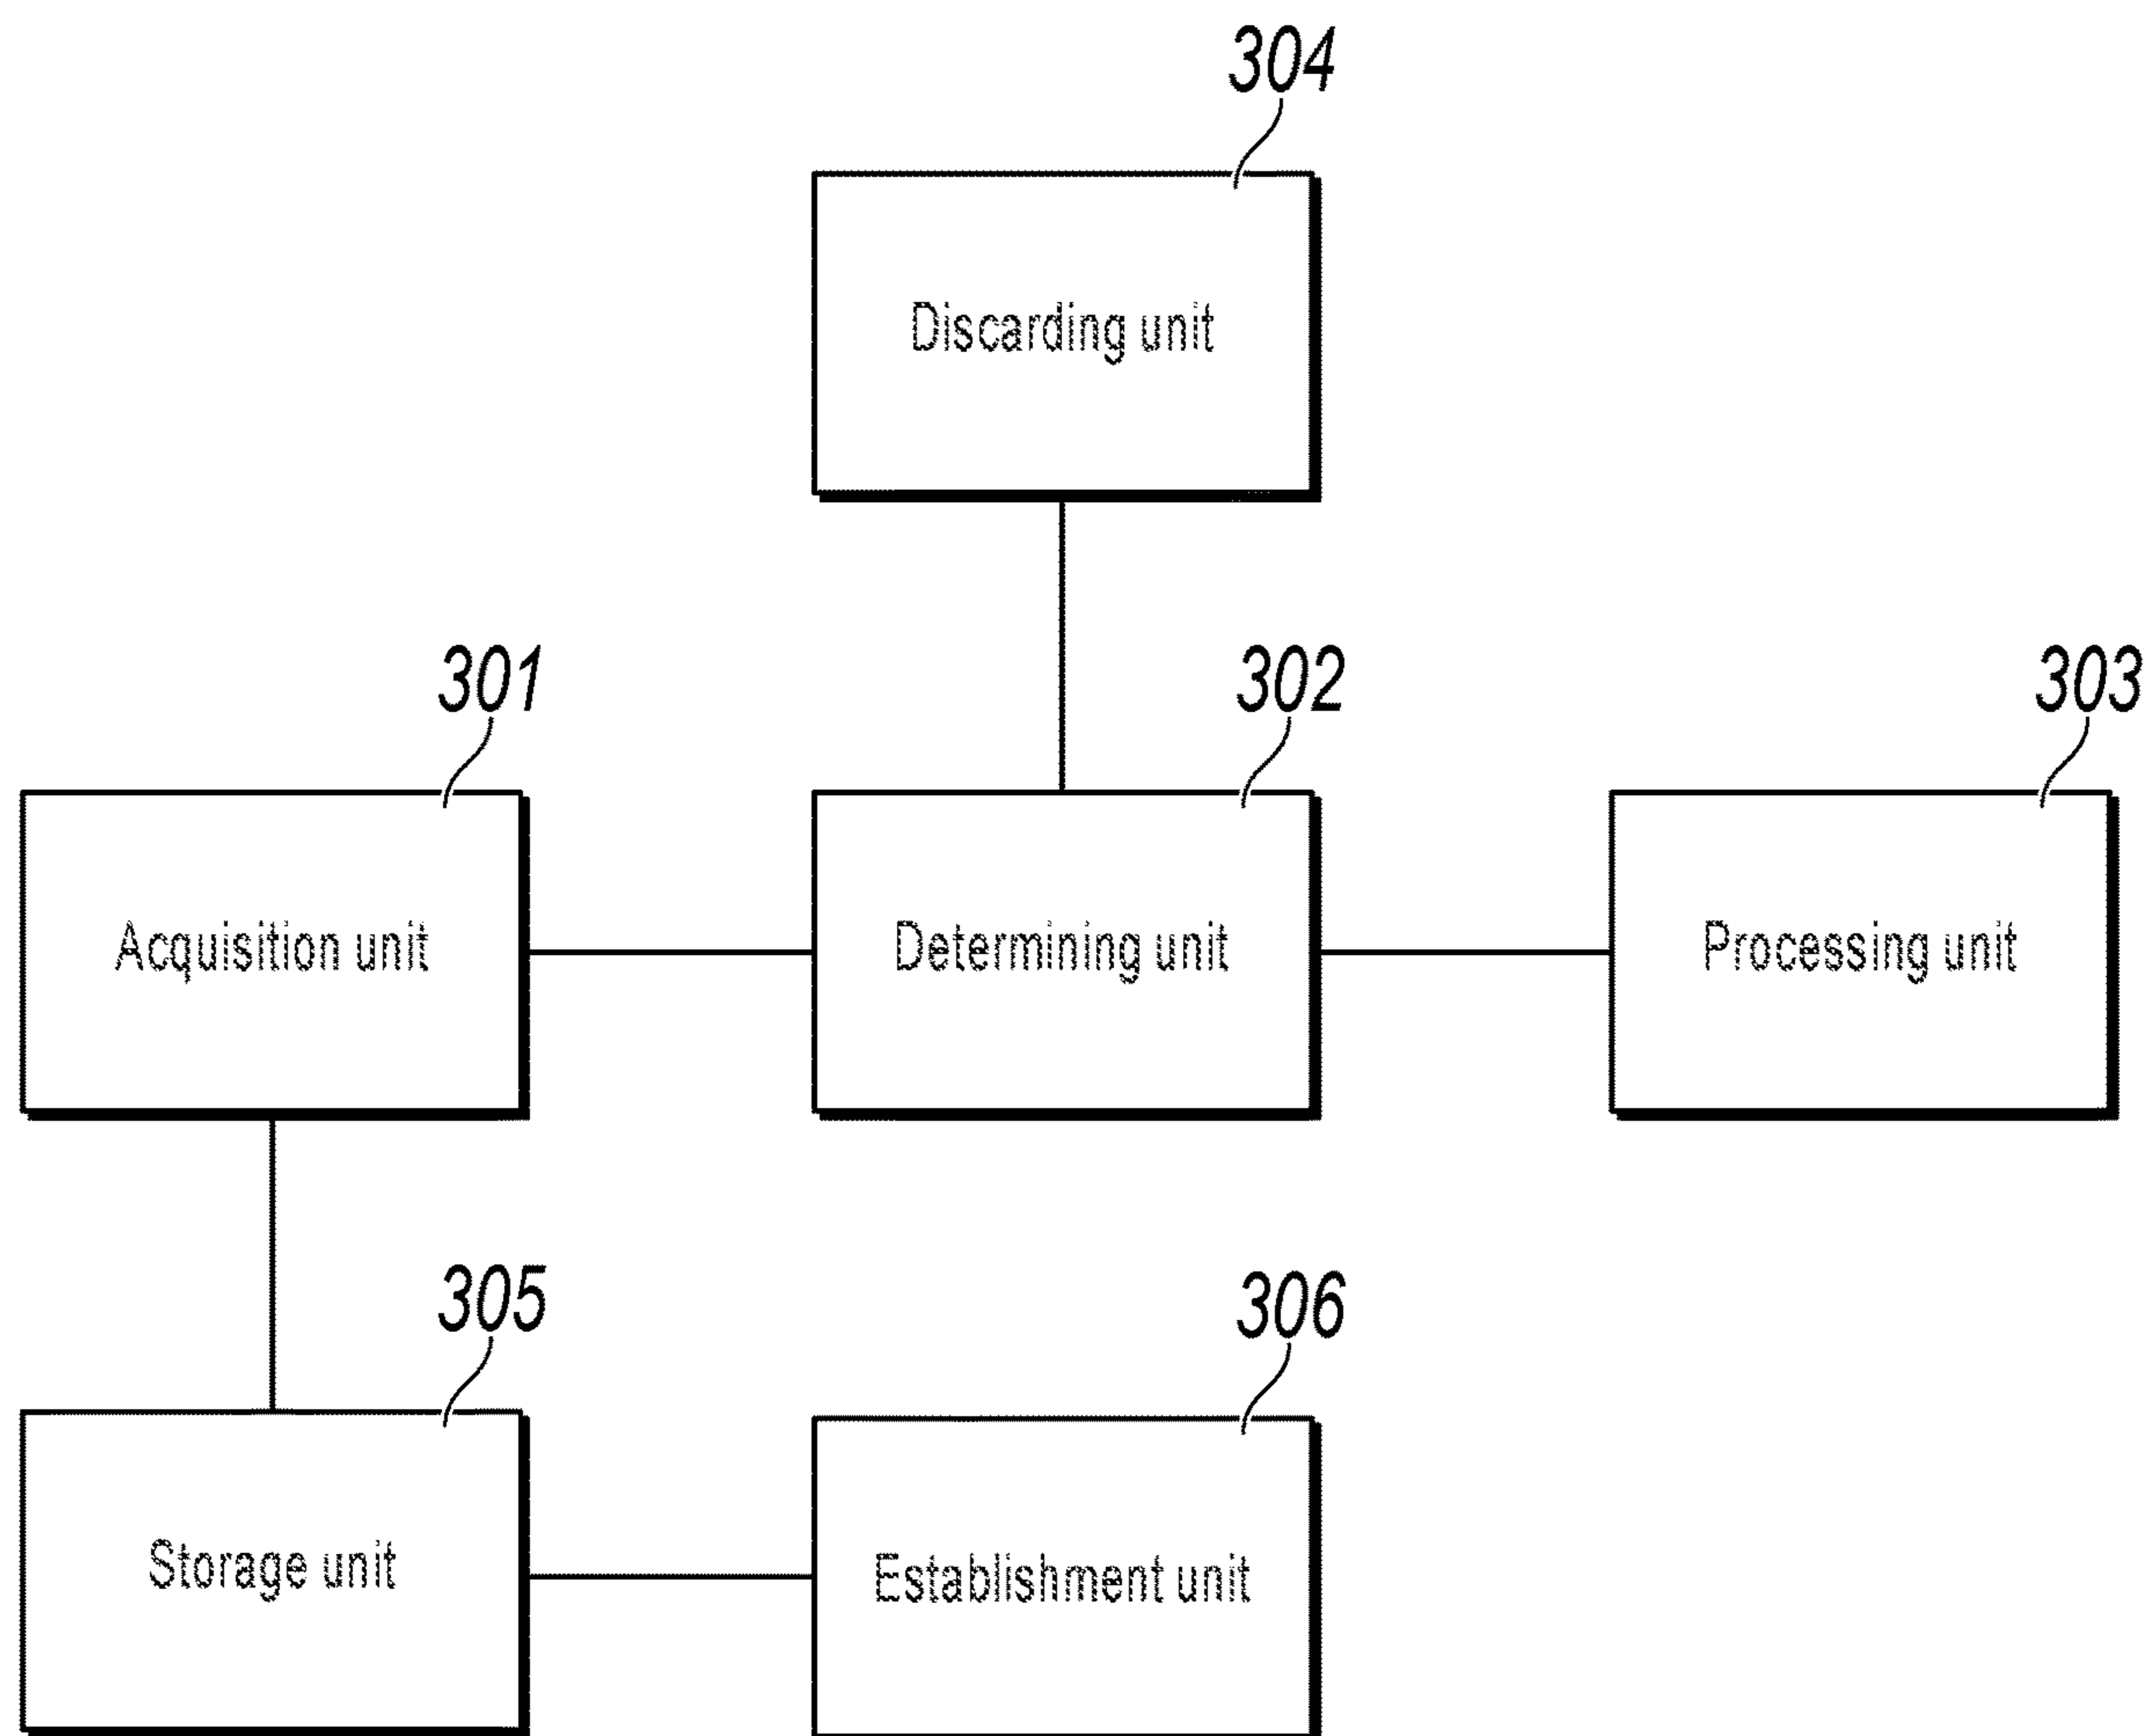 304
Discarding unit
301
302
303
Acquisition unit
Determining unit
Processing unit
305
306
Storage unit
Establishment unit